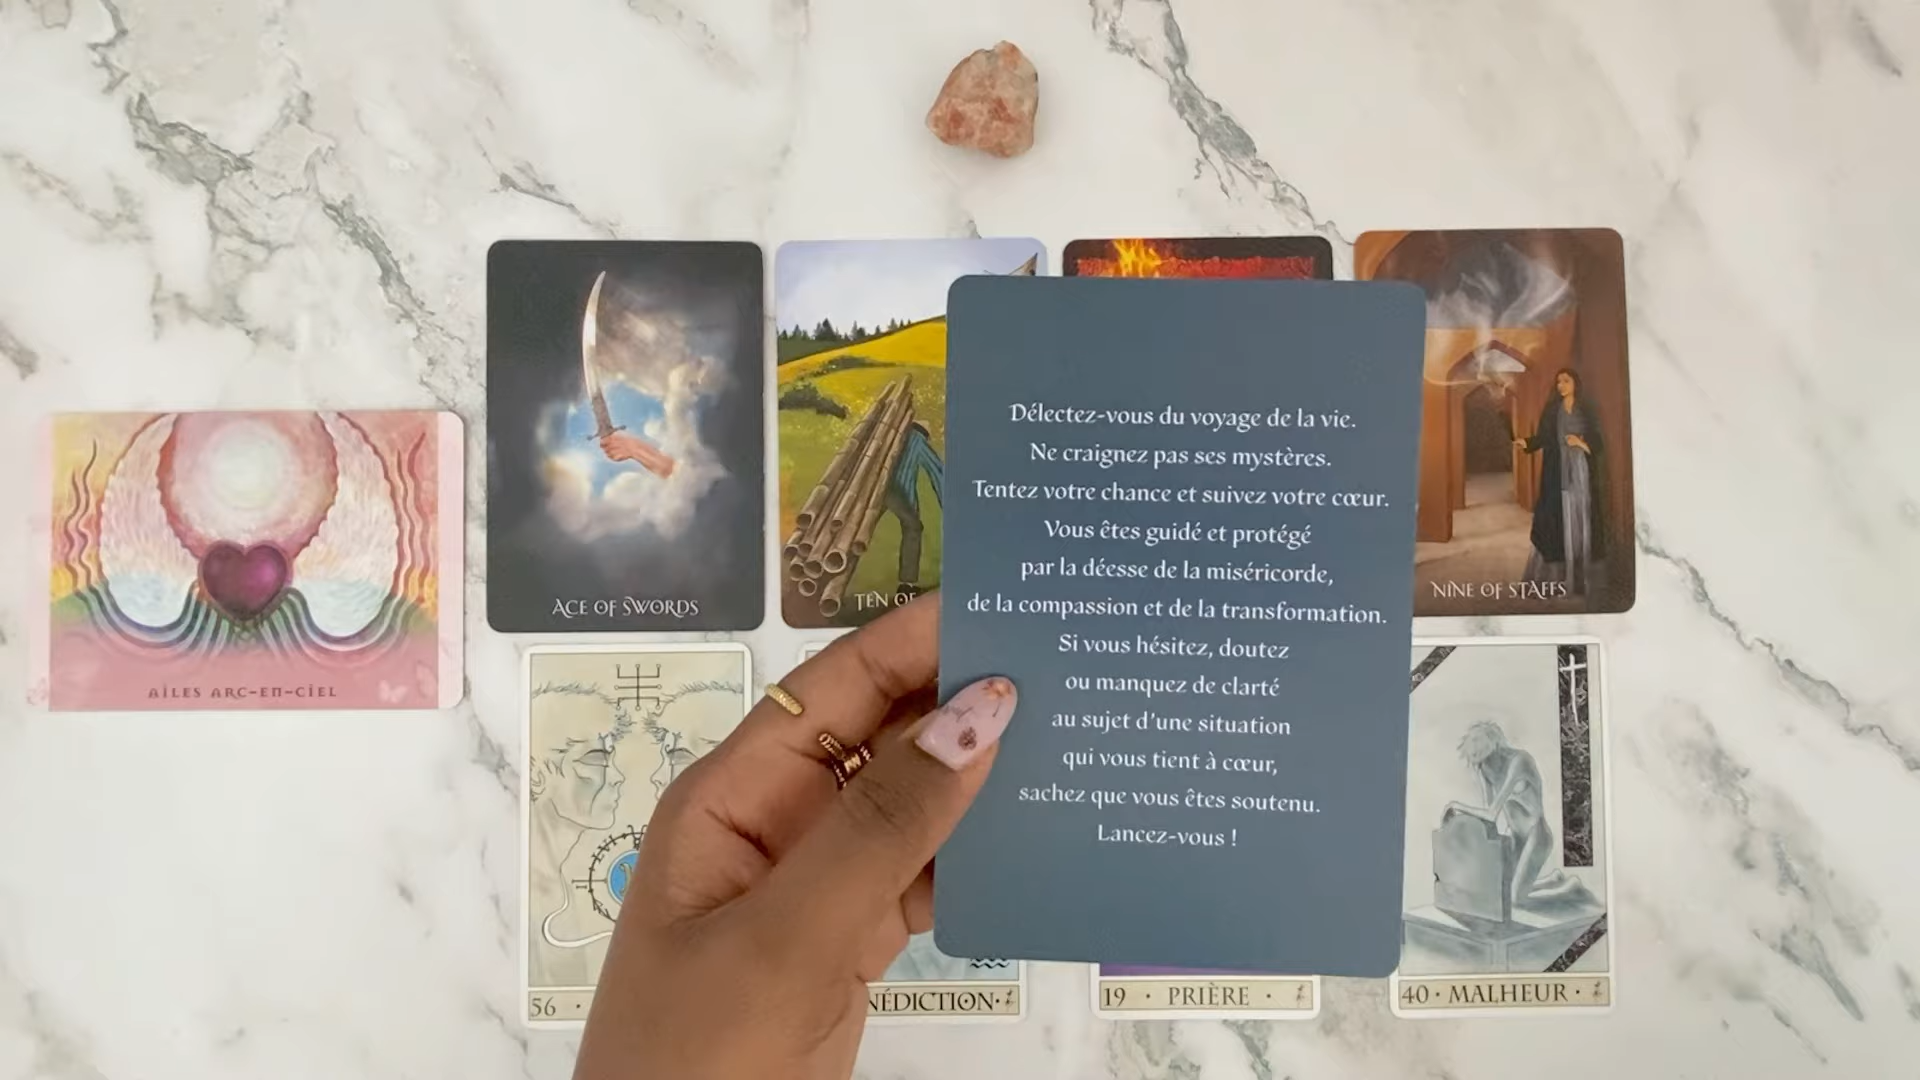 AILES ARC-EN-CIEL
ACE OF SWORDS
TEN OF
NINE OF STAFFS
Délectez-vous du voyage de la vie.
Ne craignez pas ses mystères.
Tentez votre chance et suivez votre cœur.
Vous êtes guidé et protégé
par la déesse de la miséricorde,
de la compassion et de la transformation.
Si vous hésitez, doutez
ou manquez de clarté
au sujet d'une situation
qui vous tient à cœur,
sachez que vous êtes soutenu.
Lancez-vous !
56 ·
NÉDICTION ·
19 · PRIÈRE ·
40 · MALHEUR ·